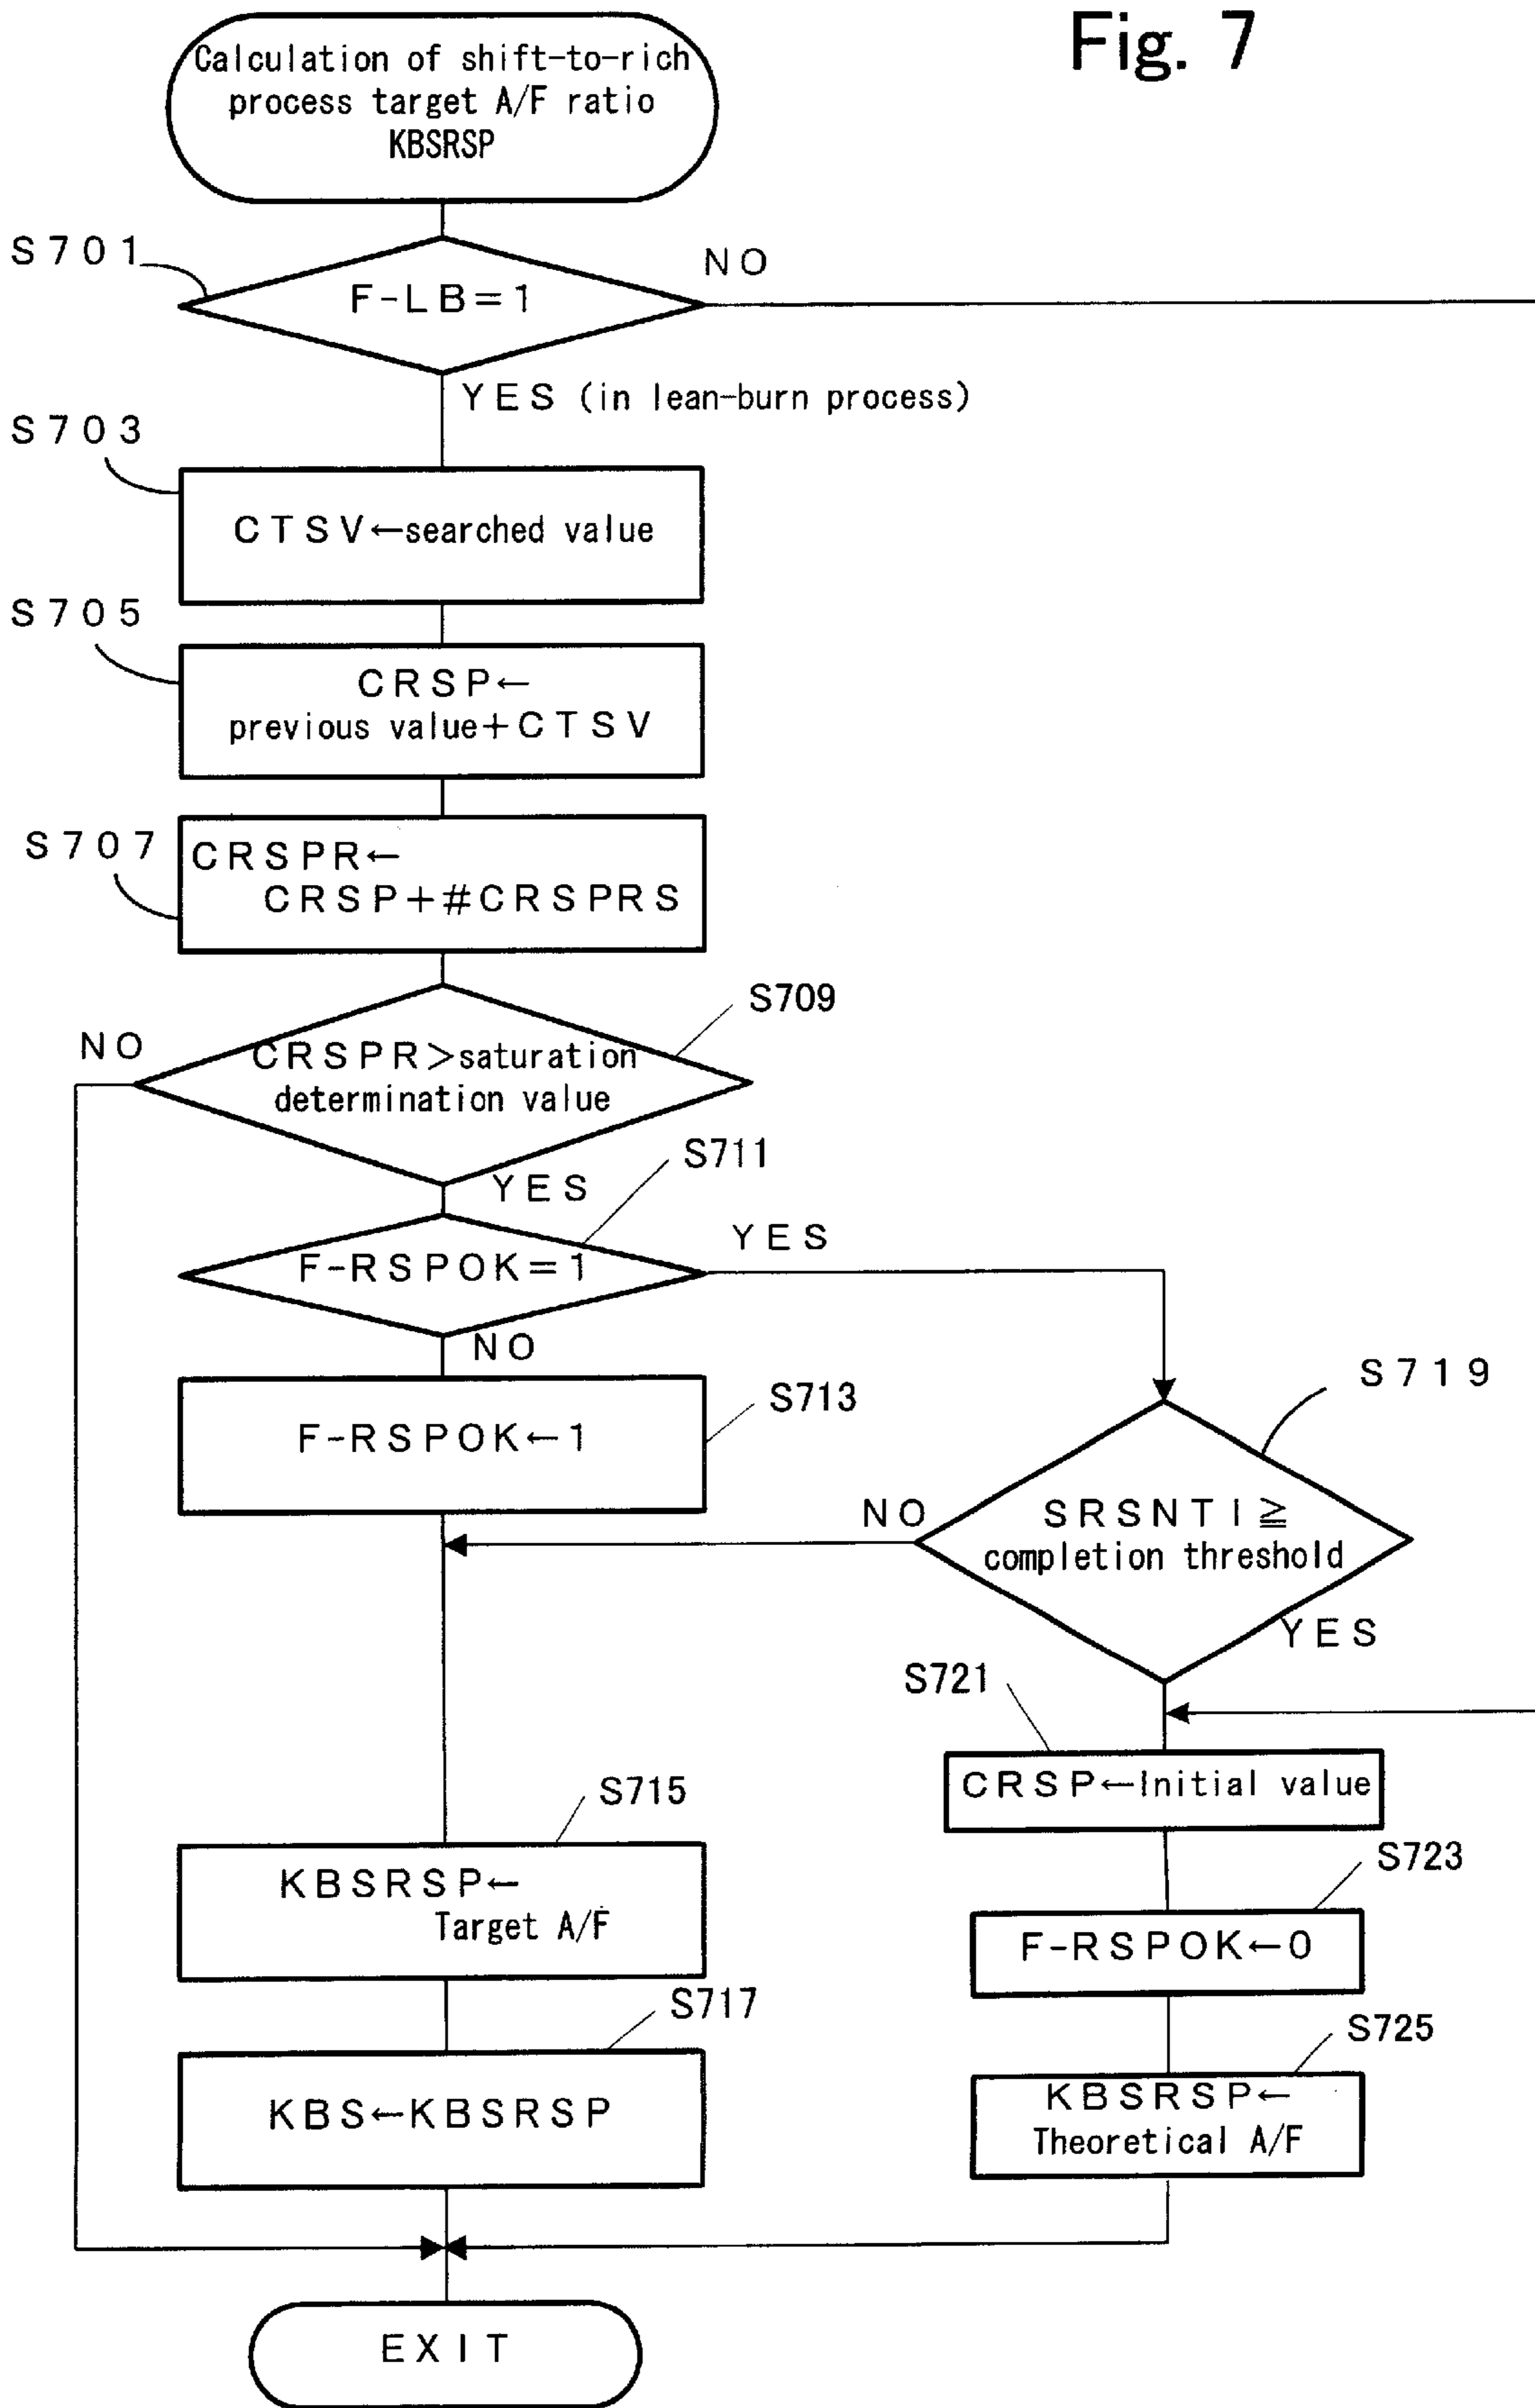 Fig. 7
Calculation of shift-to-rich
process target A/F ratio
KBSRSP
S701
F-LB=1
NO
YES (in lean-burn process)
S703
CTSV←searched value
S705
CRSP←
previous value+CTSV
S707
CRSPR←
CRSP+#CRSPRS
S709
NO
CRSPR>saturation
determination value
YES
S711
F-RSPOK=1
YES
NO
S713
F-RSPOK←1
S719
NO
SRSNTI≧
completion threshold
YES
S721
CRSP←Initial value
S715
KBSRSP←
Target A/F
S723
F-RSPOK←0
S717
KBS←KBSRSP
S725
KBSRSP←
Theoretical A/F
EXIT